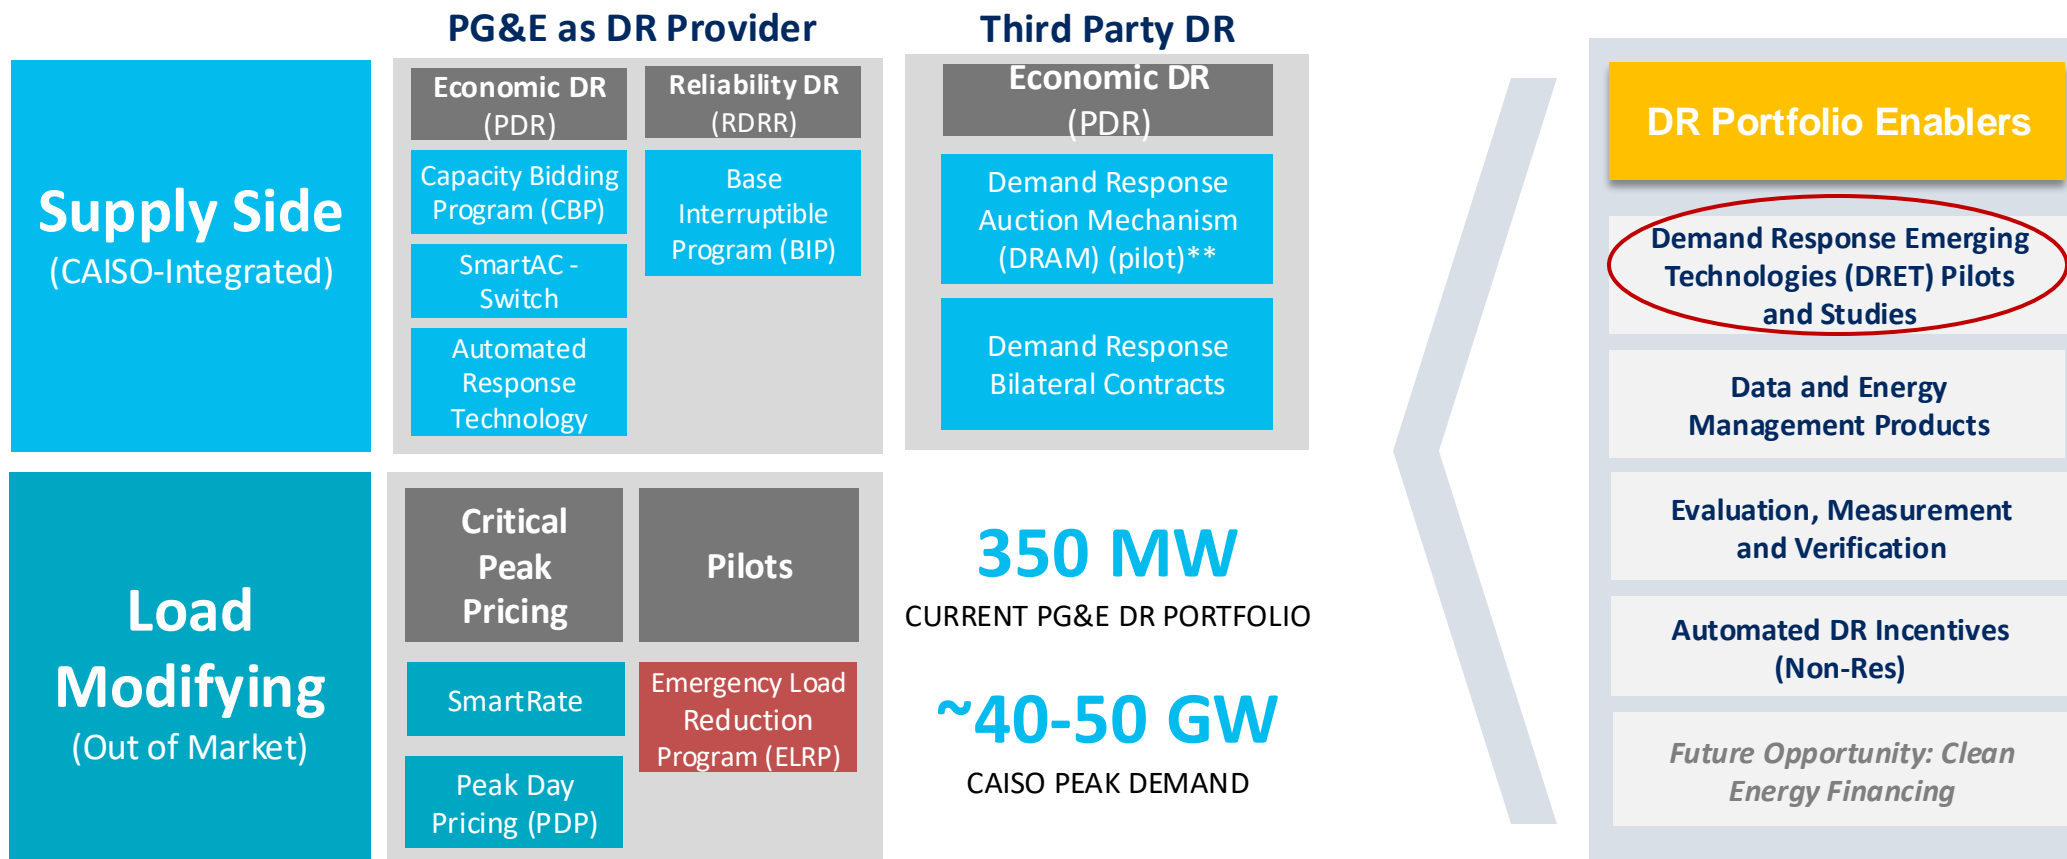 PG&E as DR Provider
Third Party DR
Supply Side
(CAISO-Integrated)
Economic DR
(PDR)
Capacity Bidding
Program (CBP)
SmartAC -
Switch
Automated
Response
Technology
Reliability DR
(RDRR)
Base
Interruptible
Program (BIP)
Economic DR
(PDR)
Demand Response
Auction Mechanism
(DRAM) (pilot)**
Demand Response
Bilateral Contracts
Load
Modifying
(Out of Market)
Critical
Peak
Pricing
SmartRate
Peak Day
Pricing (PDP)
Pilots
Emergency Load
Reduction
Program (ELRP)
350 MW
CURRENT PG&E DR PORTFOLIO
~40-50 GW
CAISO PEAK DEMAND
DR Portfolio Enablers
Demand Response Emerging
Technologies (DRET) Pilots
and Studies
Data and Energy
Management Products
Evaluation, Measurement
and Verification
Automated DR Incentives
(Non-Res)
Future Opportunity: Clean
Energy Financing